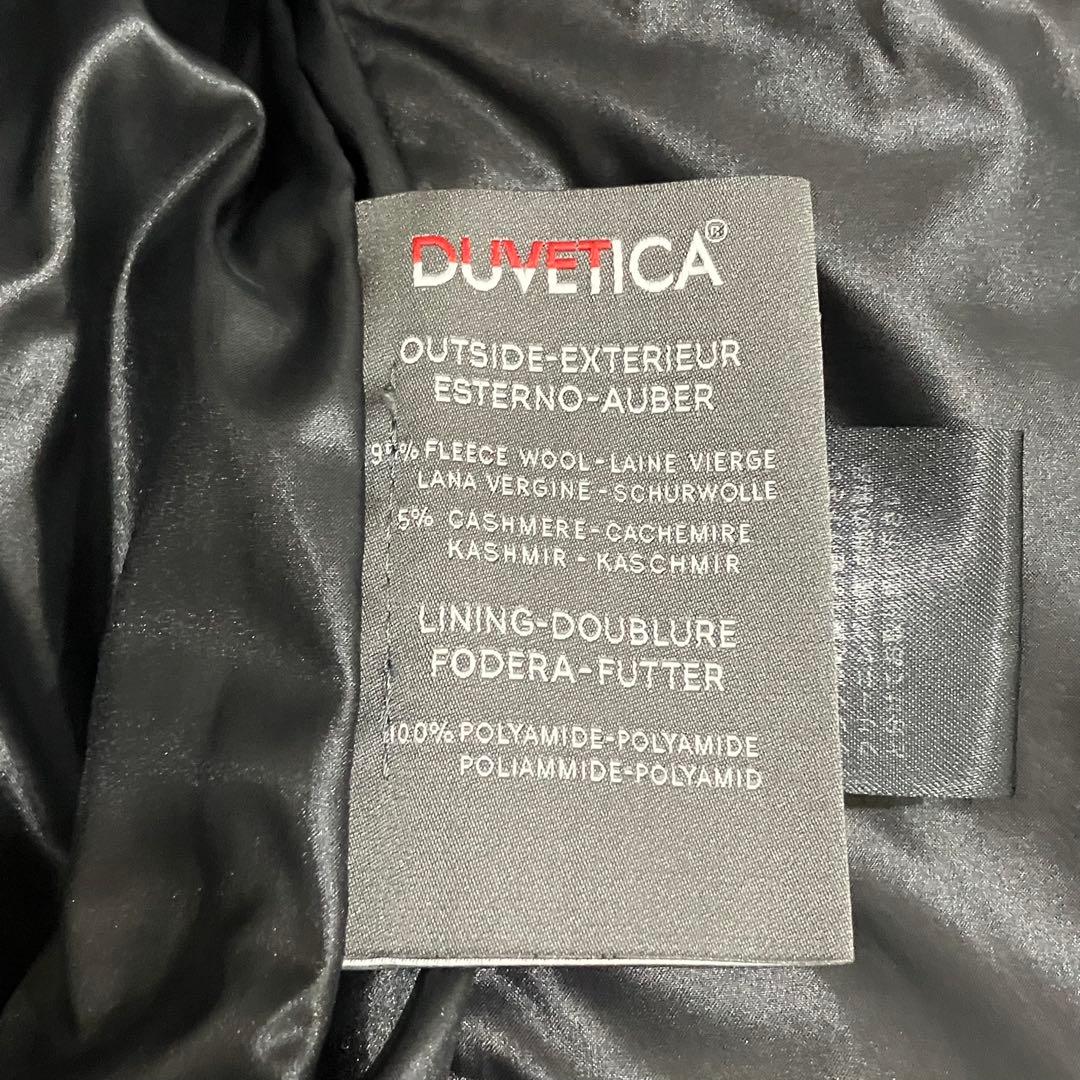 DUVETICA®
OUTSIDE-EXTERIEUR
ESTERNO-AUBER
FLEECE WOOL-LAINE VIERGE
LANA VERGINE-SCHURWOLLE
5% CASHMERE-CACHEMIRE
KASHMIR - KASCHMIR
LINING-DOUBLURE
FODERA-FUTTER
100% POLYAMIDE-POLYAMIDE
POLIAMMIDE-POLYAMID